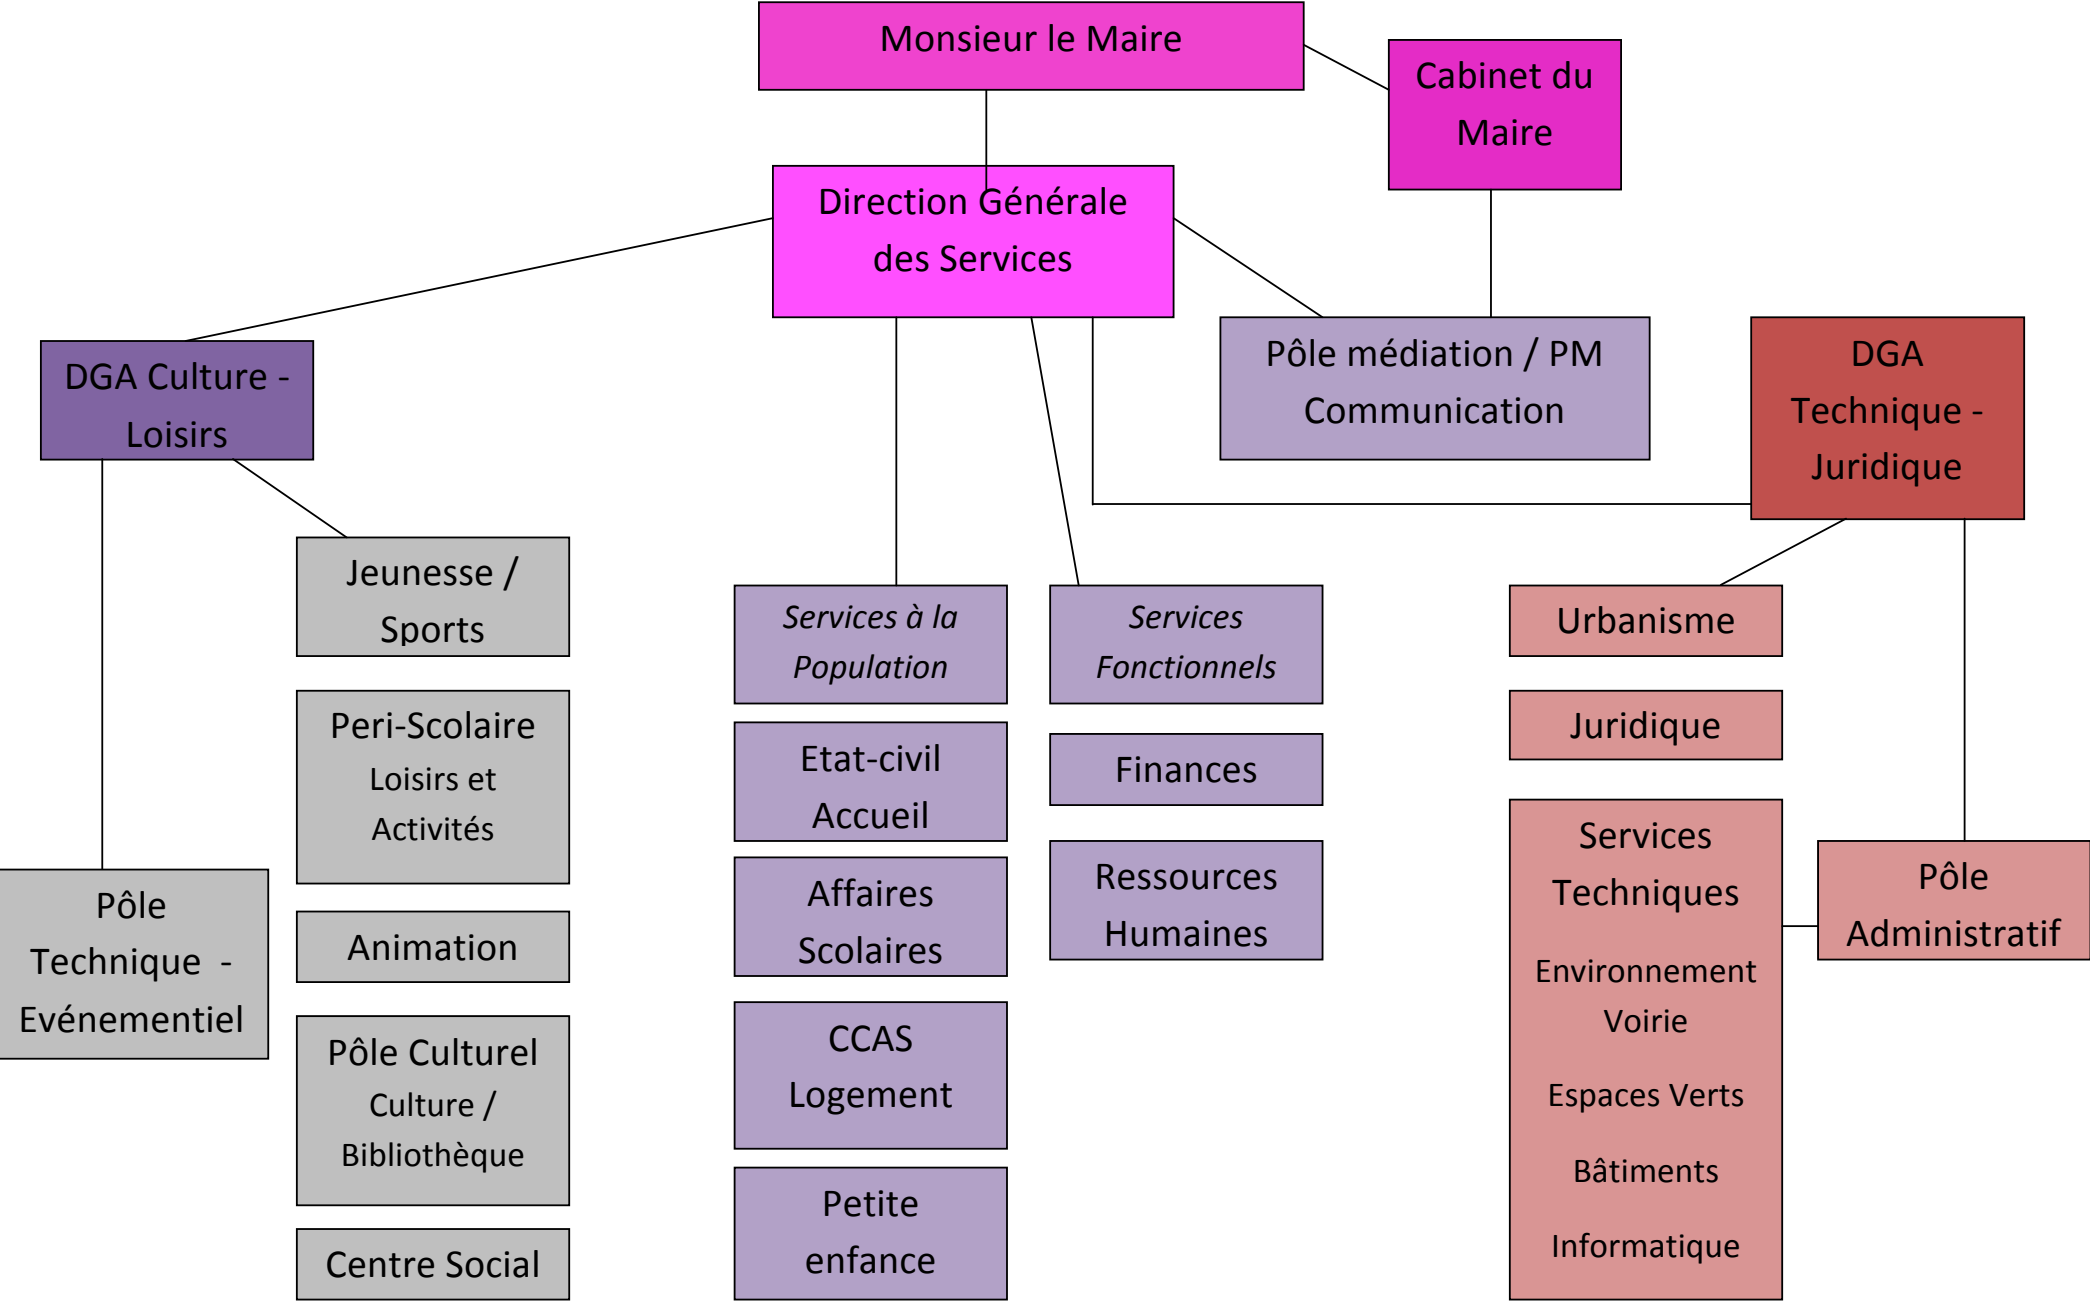 Monsieur le Maire
Cabinet du
Maire
Direction Générale
des Services
DGA Culture -
Loisirs
Pôle médiation / PM
Communication
DGA
Technique -
Juridique
Jeunesse /
Sports
Peri-Scolaire
Loisirs et
Activités
Animation
Pôle Culturel
Culture /
Bibliothèque
Centre Social
Pôle
Technique  -
Evénementiel
Services à la
Population
Etat-civil
Accueil
Affaires
Scolaires
CCAS
Logement
Petite
enfance
Services
Fonctionnels
Finances
Ressources
Humaines
Urbanisme
Juridique
Services
Techniques
Environnement
Voirie
Espaces Verts
Bâtiments
Informatique
Pôle
Administratif